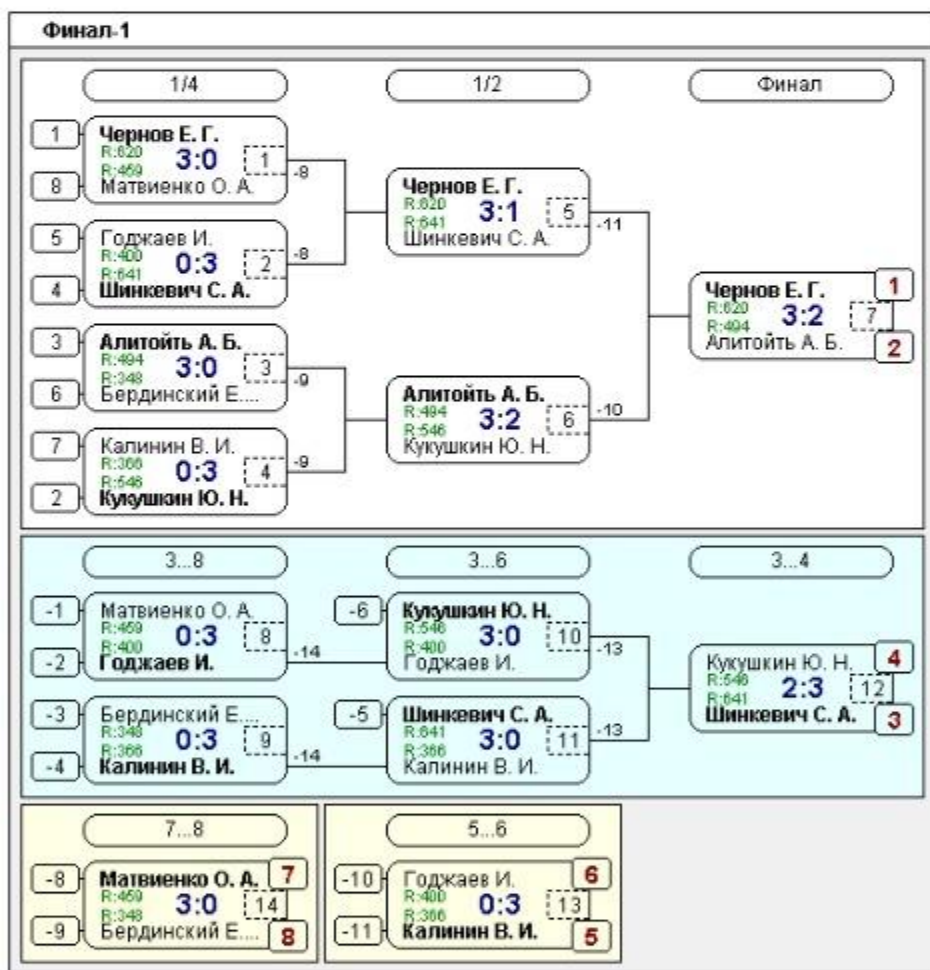 Финал-1
1/4
1/2
Финал
1
Чернов Е. Г.
R:620
3:0
1
-8
R:459
8
Матвиенко О. А.
5
Годжаев И.
R:400
0:3
2
-8
R:641
4
Шинкевич С. А.
Чернов Е. Г.
R:620
3:1
5
-11
R:641
Шинкевич С. А.
3
Алитойть А. Б.
R:494
3:0
3
-9
R:348
6
Бердинский Е....
7
Калинин В. И.
R:366
0:3
4
-9
R:546
2
Кукушкин Ю. Н.
Алитойть А. Б.
R:494
3:2
6
-10
R:546
Кукушкин Ю. Н.
Чернов Е. Г.
1
R:620
3:2
7
R:494
Алитойть А. Б.
2
3...8
3...6
3...4
-1
Матвиенко О. А.
R:459
0:3
8
R:400
-2
Годжаев И.
-14
-3
Бердинский Е....
R:348
0:3
9
R:366
-4
Калинин В. И.
-14
-6
Кукушкин Ю. Н.
R:546
3:0
10
-13
R:400
Годжаев И.
-5
Шинкевич С. А.
R:641
3:0
11
-13
R:366
Калинин В. И.
Кукушкин Ю. Н.
4
R:546
2:3
12
R:641
Шинкевич С. А.
3
7...8
5...6
-8
Матвиенко О. А.
7
R:459
3:0
14
R:348
-9
Бердинский Е....
8
-10
Годжаев И.
6
R:400
0:3
13
R:366
-11
Калинин В. И.
5